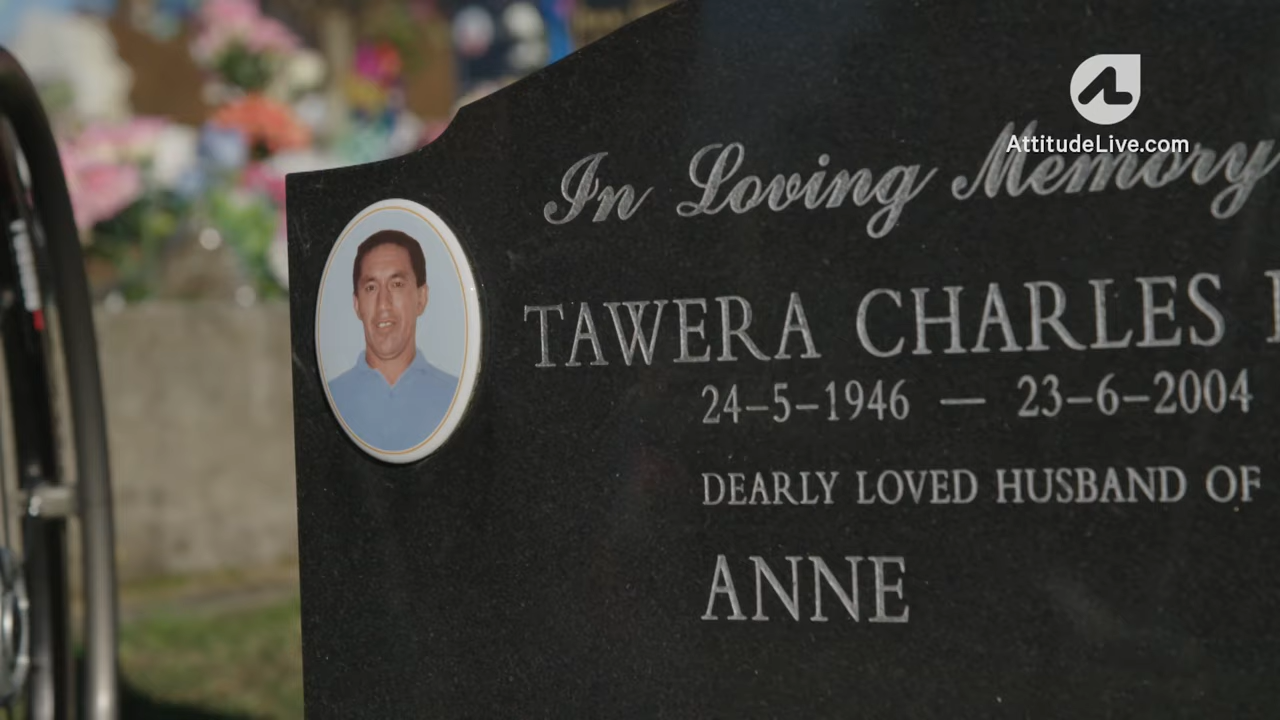 AttitudeLive.com
In Loving Memory
TAWERA CHARLES
24-5-1946 — 23-6-2004
DEARLY LOVED HUSBAND OF
ANNE